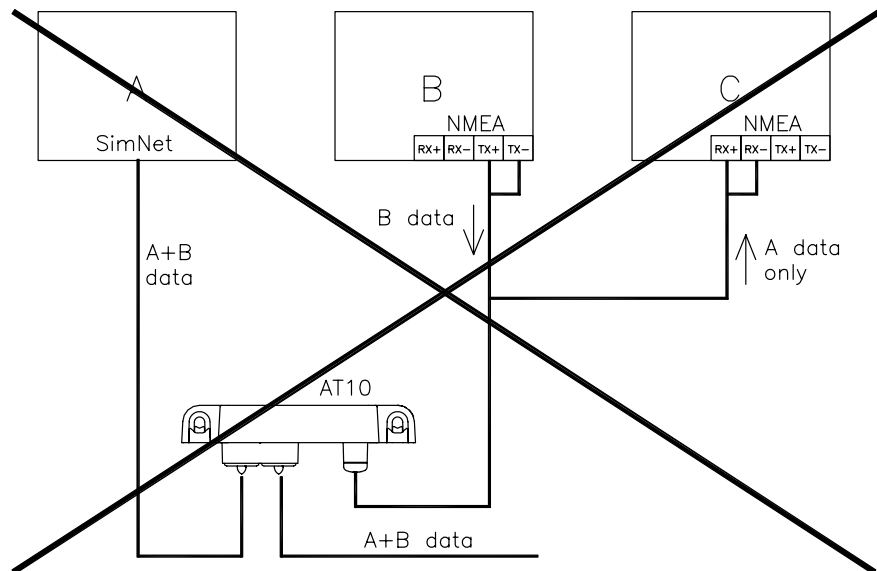 A
B
C
SimNet
NMEA
NMEA
RX+ RX− TX+ TX−
RX+ RX− TX+ TX−
B data
A+B
data
A data
only
AT10
A+B data